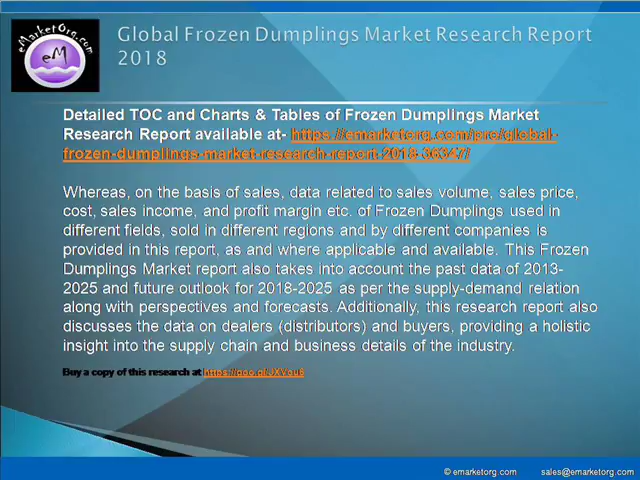 eMarketOrg.com
eM
Global Frozen Dumplings Market Research Report
2018
Detailed TOC and Charts & Tables of Frozen Dumplings Market
Research Report available at- https://emarketorg.com/pro/global-
frozen-dumplings-market-research-report-2018-36347/
Whereas, on the basis of sales, data related to sales volume, sales price,
cost, sales income, and profit margin etc. of Frozen Dumplings used in
different fields, sold in different regions and by different companies is
provided in this report, as and where applicable and available. This Frozen
Dumplings Market report also takes into account the past data of 2013-
2025 and future outlook for 2018-2025 as per the supply-demand relation
along with perspectives and forecasts. Additionally, this research report also
discusses the data on dealers (distributors) and buyers, providing a holistic
insight into the supply chain and business details of the industry.
Buy a copy of this research at
© emarketorg.com sales@emarketorg.com